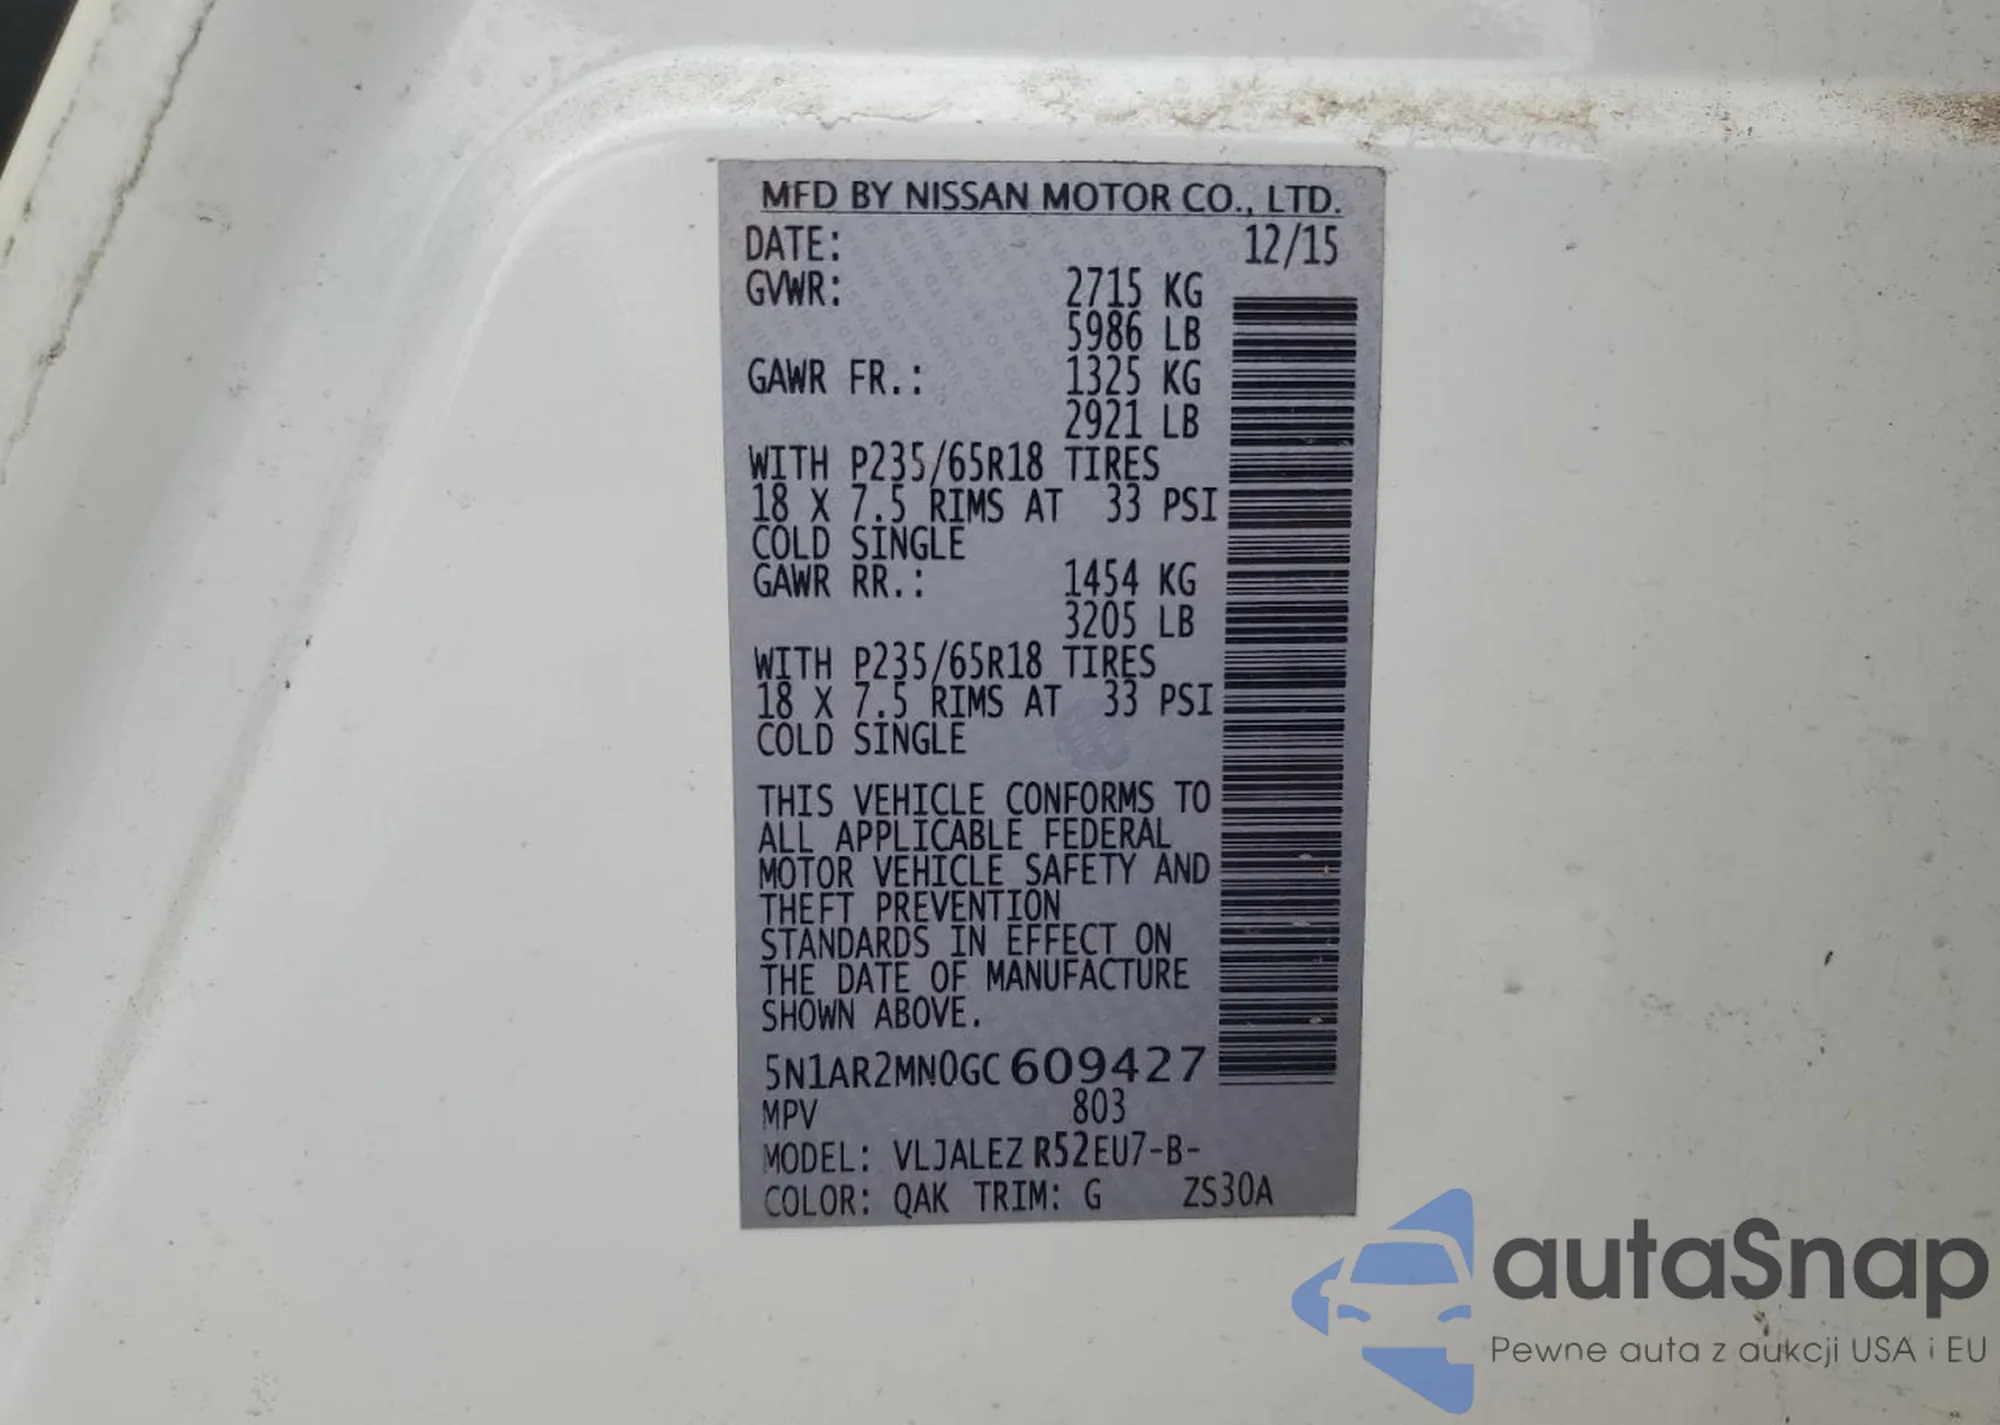 MFD BY NISSAN MOTOR CO., LTD.
DATE: 12/15
GVWR: 2715 KG
5986 LB
GAWR FR.: 1325 KG
2921 LB
WITH P235/65R18 TIRES
18 X 7.5 RIMS AT 33 PSI
COLD SINGLE
GAWR RR.: 1454 KG
3205 LB
WITH P235/65R18 TIRES
18 X 7.5 RIMS AT 33 PSI
COLD SINGLE
THIS VEHICLE CONFORMS TO
ALL APPLICABLE FEDERAL
MOTOR VEHICLE SAFETY AND
THEFT PREVENTION
STANDARDS IN EFFECT ON
THE DATE OF MANUFACTURE
SHOWN ABOVE.
5N1AR2MN0GC609427
MPV 803
MODEL: VLJALEZ R52EU7-B-
COLOR: QAK TRIM: G ZS30A
autaSnap
Pewne auta z aukcji USA i EU